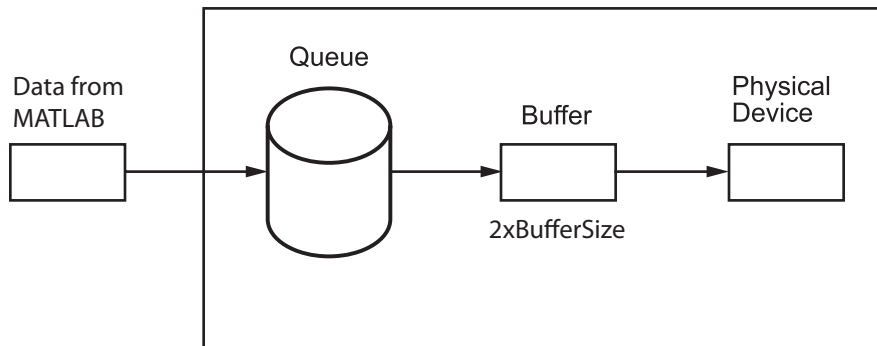 Queue
Data from
MATLAB
Buffer
Physical
Device
2xBufferSize